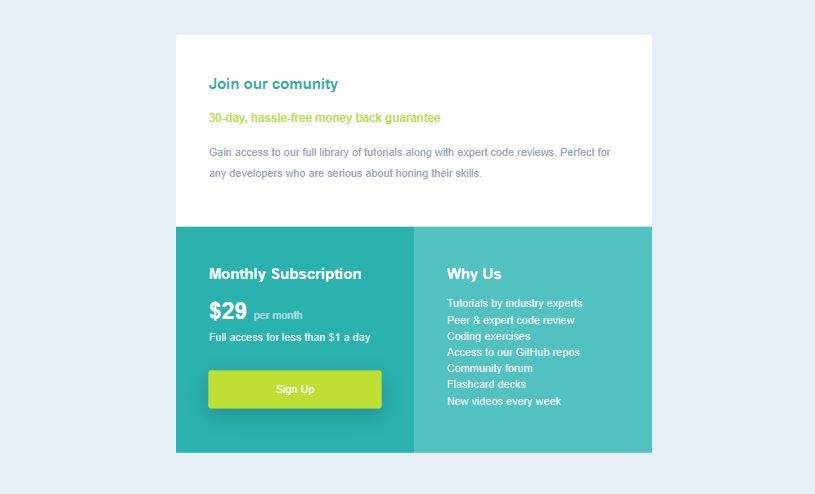 Join our comunity
30-day, hassle-free money back guarantee
Gain access to our full library of tutorials along with expert code reviews. Perfect for
any developers who are serious about honing their skills.
Monthly Subscription
$29 per month
Full access for less than $1 a day
Sign Up
Why Us
Tutorials by industry experts
Peer & expert code review
Coding exercises
Access to our GitHub repos
Community forum
Flashcard decks
New videos every week